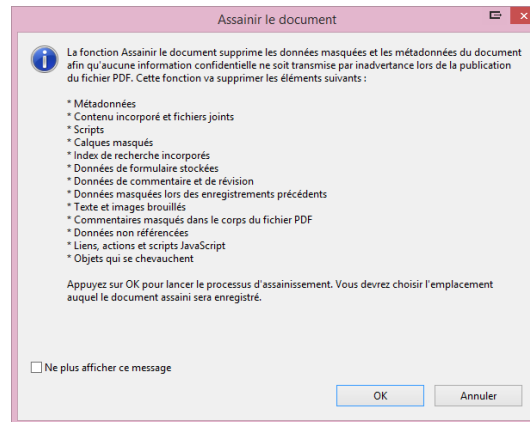 Assainir le document
La fonction Assainir le document supprime les données masquées et les métadonnées du document
afin qu'aucune information confidentielle ne soit transmise par inadvertance lors de la publication
du fichier PDF. Cette fonction va supprimer les éléments suivants :
* Métadonnées
* Contenu incorporé et fichiers joints
* Scripts
* Calques masqués
* Index de recherche incorporés
* Données de formulaire stockées
* Données de commentaire et de révision
* Données masquées lors des enregistrements précédents
* Texte et images brouillés
* Commentaires masqués dans le corps du fichier PDF
* Données non référencées
* Liens, actions et scripts JavaScript
* Objets qui se chevauchent
Appuyez sur OK pour lancer le processus d'assainissement. Vous devrez choisir l'emplacement
auquel le document assaini sera enregistré.
Ne plus afficher ce message
OK Annuler